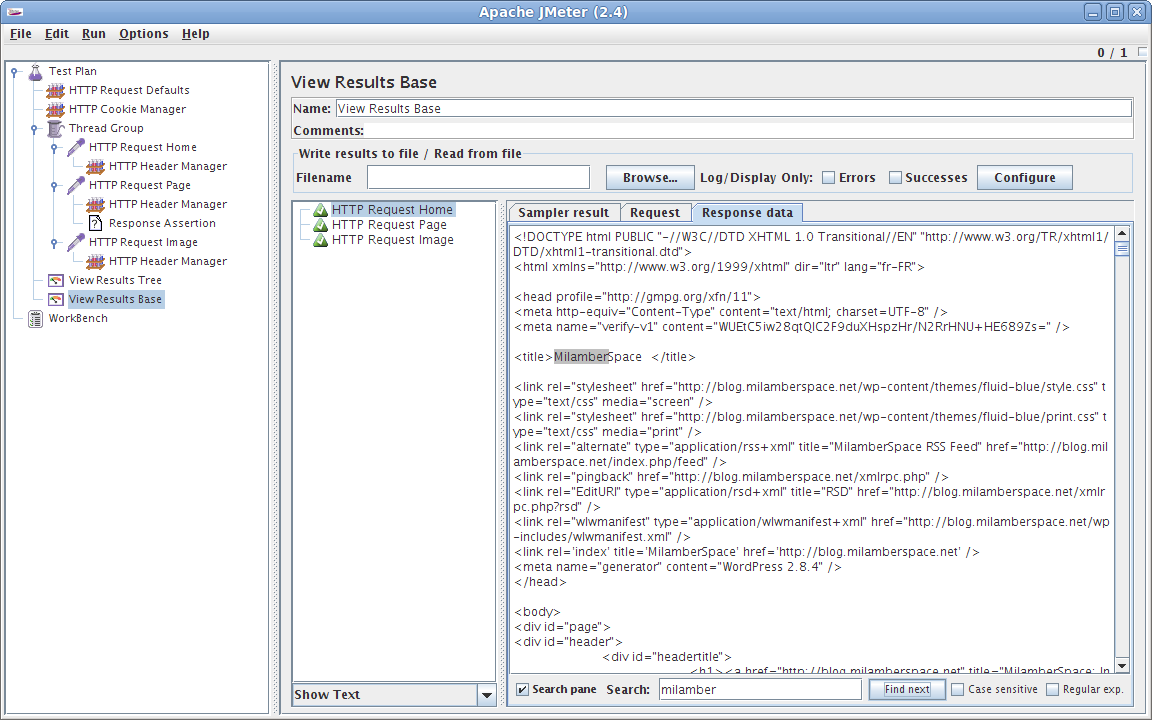 Apache JMeter (2.4)
File Edit Run Options Help
0 / 1
Test Plan
HTTP Request Defaults
HTTP Cookie Manager
Thread Group
HTTP Request Home
HTTP Header Manager
HTTP Request Page
HTTP Header Manager
Response Assertion
HTTP Request Image
HTTP Header Manager
View Results Tree
View Results Base
WorkBench
View Results Base
Name: View Results Base
Comments:
Write results to file / Read from file
Filename Browse... Log/Display Only: Errors Successes Configure
HTTP Request Home
HTTP Request Page
HTTP Request Image
Show Text
Sampler result Request Response data
<!DOCTYPE html PUBLIC "-//W3C//DTD XHTML 1.0 Transitional//EN" "http://www.w3.org/TR/xhtml1/
DTD/xhtml1-transitional.dtd">
<html xmlns="http://www.w3.org/1999/xhtml" dir="ltr" lang="fr-FR">
<head profile="http://gmpg.org/xfn/11">
<meta http-equiv="Content-Type" content="text/html; charset=UTF-8" />
<meta name="verify-v1" content="WUEtC5iw28qtQIC2F9duXHspzHr/N2RrHNU+HE689Zs=" />
<title>MilamberSpace </title>
<link rel="stylesheet" href="http://blog.milamberspace.net/wp-content/themes/fluid-blue/style.css" t
ype="text/css" media="screen" />
<link rel="stylesheet" href="http://blog.milamberspace.net/wp-content/themes/fluid-blue/print.css" t
ype="text/css" media="print" />
<link rel="alternate" type="application/rss+xml" title="MilamberSpace RSS Feed" href="http://blog.mil
amberspace.net/index.php/feed" />
<link rel="pingback" href="http://blog.milamberspace.net/xmlrpc.php" />
<link rel="EditURI" type="application/rsd+xml" title="RSD" href="http://blog.milamberspace.net/xmlr
pc.php?rsd" />
<link rel="wlwmanifest" type="application/wlwmanifest+xml" href="http://blog.milamberspace.net/wp
-includes/wlwmanifest.xml" />
<link rel='index' title='MilamberSpace' href='http://blog.milamberspace.net' />
<meta name="generator" content="WordPress 2.8.4" />
</head>
<body>
<div id="page">
<div id="header">
<div id="headertitle">
<h1><a href="http://blog.milamberspace.net" title="MilamberSpace: In
Search pane Search: milamber Find next Case sensitive Regular exp.